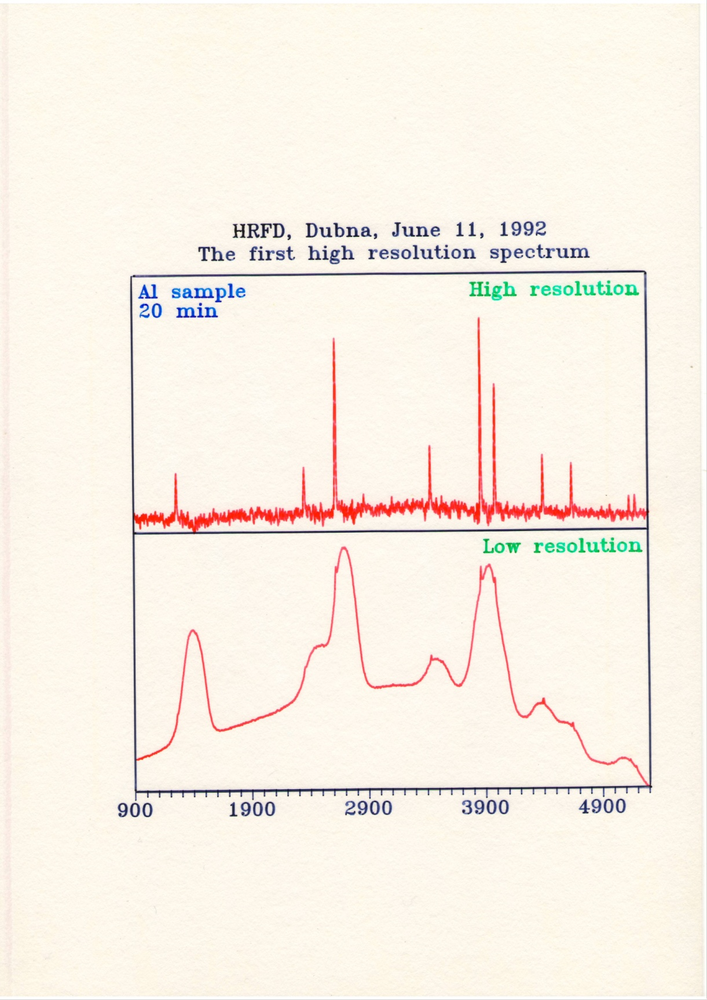 HRFD, Dubna, June 11, 1992
The first high resolution spectrum
Al sample
20 min
High resolution
Low resolution
900 1900 2900 3900 4900